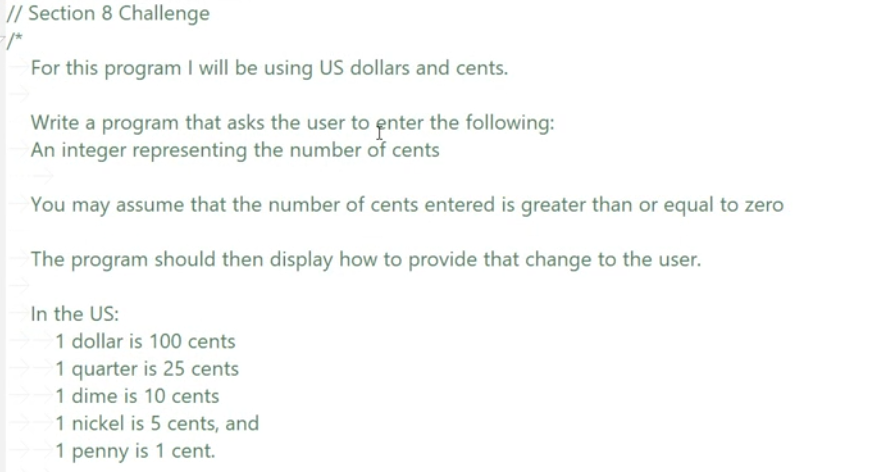 // Section 8 Challenge
/*
For this program I will be using US dollars and cents.
Write a program that asks the user to enter the following:
An integer representing the number of cents
You may assume that the number of cents entered is greater than or equal to zero
The program should then display how to provide that change to the user.
In the US:
1 dollar is 100 cents
1 quarter is 25 cents
1 dime is 10 cents
1 nickel is 5 cents, and
1 penny is 1 cent.